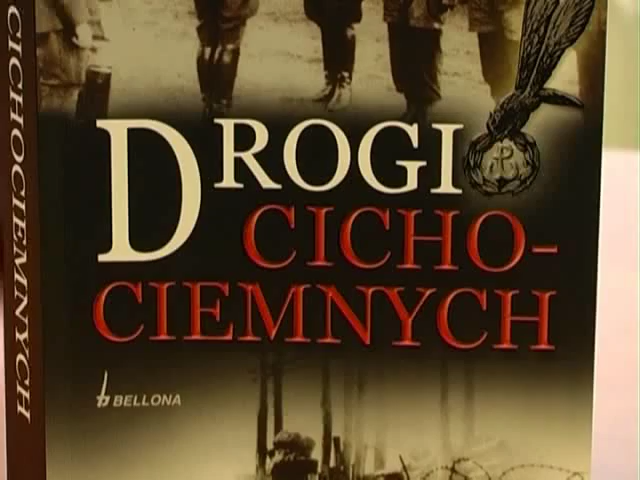 CICHOCIEMNYCH
DROGI
CICHO-
CIEMNYCH
BELLONA